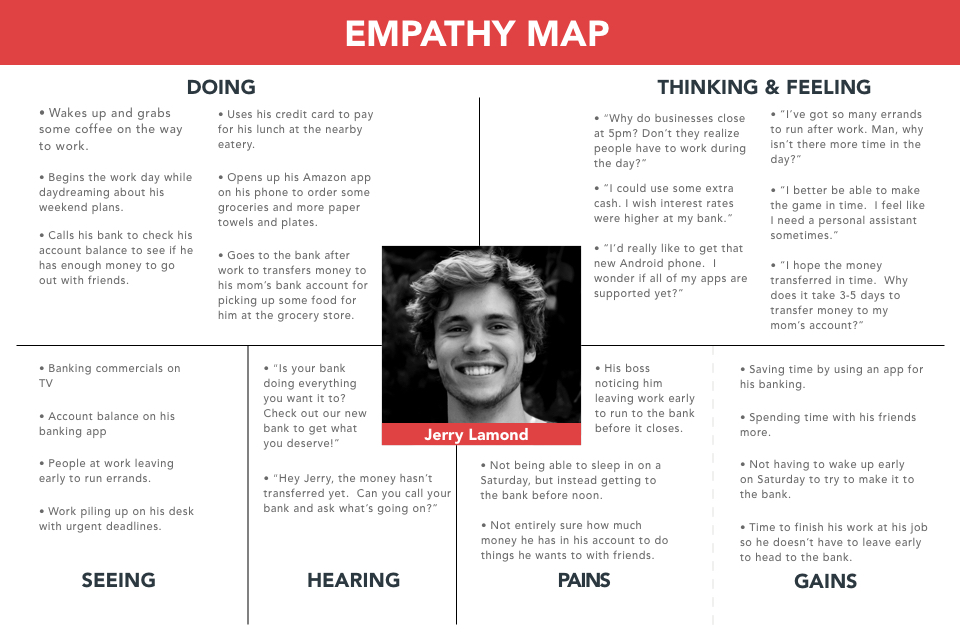 EMPATHY MAP
DOING
• Wakes up and grabs
some coffee on the way
to work.
• Begins the work day while
daydreaming about his
weekend plans.
• Calls his bank to check his
account balance to see if he
has enough money to go
out with friends.
• Uses his credit card to pay
for his lunch at the nearby
eatery.
• Opens up his Amazon app
on his phone to order some
groceries and more paper
towels and plates.
• Goes to the bank after
work to transfers money to
his mom's bank account for
picking up some food for
him at the grocery store.
THINKING & FEELING
• “Why do businesses close
at 5pm? Don't they realize
people have to work during
the day?”
• “I could use some extra
cash. I wish interest rates
were higher at my bank.”
• “I'd really like to get that
new Android phone.  I
wonder if all of my apps are
supported yet?”
• “I've got so many errands
to run after work. Man, why
isn't there more time in the
day?”
• “I better be able to make
the game in time.  I feel like
I need a personal assistant
sometimes.”
• “I hope the money
transferred in time.  Why
does it take 3-5 days to
transfer money to my
mom's account?”
Jerry Lamond
• Banking commercials on
TV
• Account balance on his
banking app
• People at work leaving
early to run errands.
• Work piling up on his desk
with urgent deadlines.
SEEING
• “Is your bank
doing everything
you want it to?
Check out our new
bank to get what
you deserve!”
• “Hey Jerry, the money hasn't
transferred yet.  Can you call your
bank and ask what's going on?”
HEARING
• His boss
noticing him
leaving work early
to run to the bank
before it closes.
• Not being able to sleep in on a
Saturday, but instead getting to
the bank before noon.
• Not entirely sure how much
money he has in his account to do
things he wants to with friends.
PAINS
• Saving time by using an app for
his banking.
• Spending time with his friends
more.
• Not having to wake up early
on Saturday to try to make it to
the bank.
• Time to finish his work at his job
so he doesn't have to leave early
to head to the bank.
GAINS